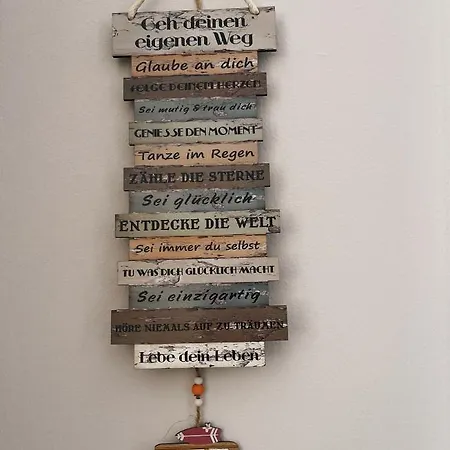 Geh deinen
eigenen Weg
Glaube an dich
FOLGE DEINEM HERZEN
Sei mutig & trau dich
GENIESSE DEN MOMENT
Tanze im Regen
ZÄHLE DIE STERNE
Sei glücklich
ENTDECKE DIE WELT
Sei immer du selbst
TU WAS DICH GLÜCKLICH MACHT
Sei einzigartig
HÖRE NIEMALS AUF ZU TRÄUMEN
Lebe dein Leben